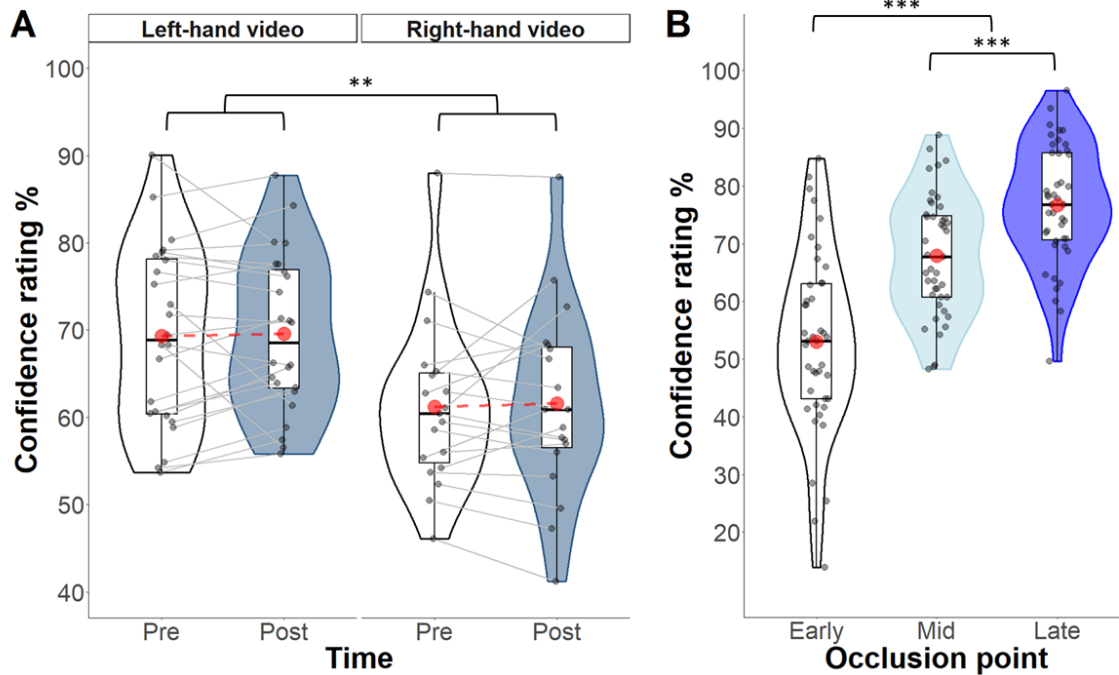 A
Left-hand video
Right-hand video
**
Confidence rating %
100
90
80
70
60
50
40
Pre
Post
Pre
Post
Time
B
***
***
Confidence rating %
100
90
80
70
60
50
40
30
20
Early
Mid
Late
Occlusion point